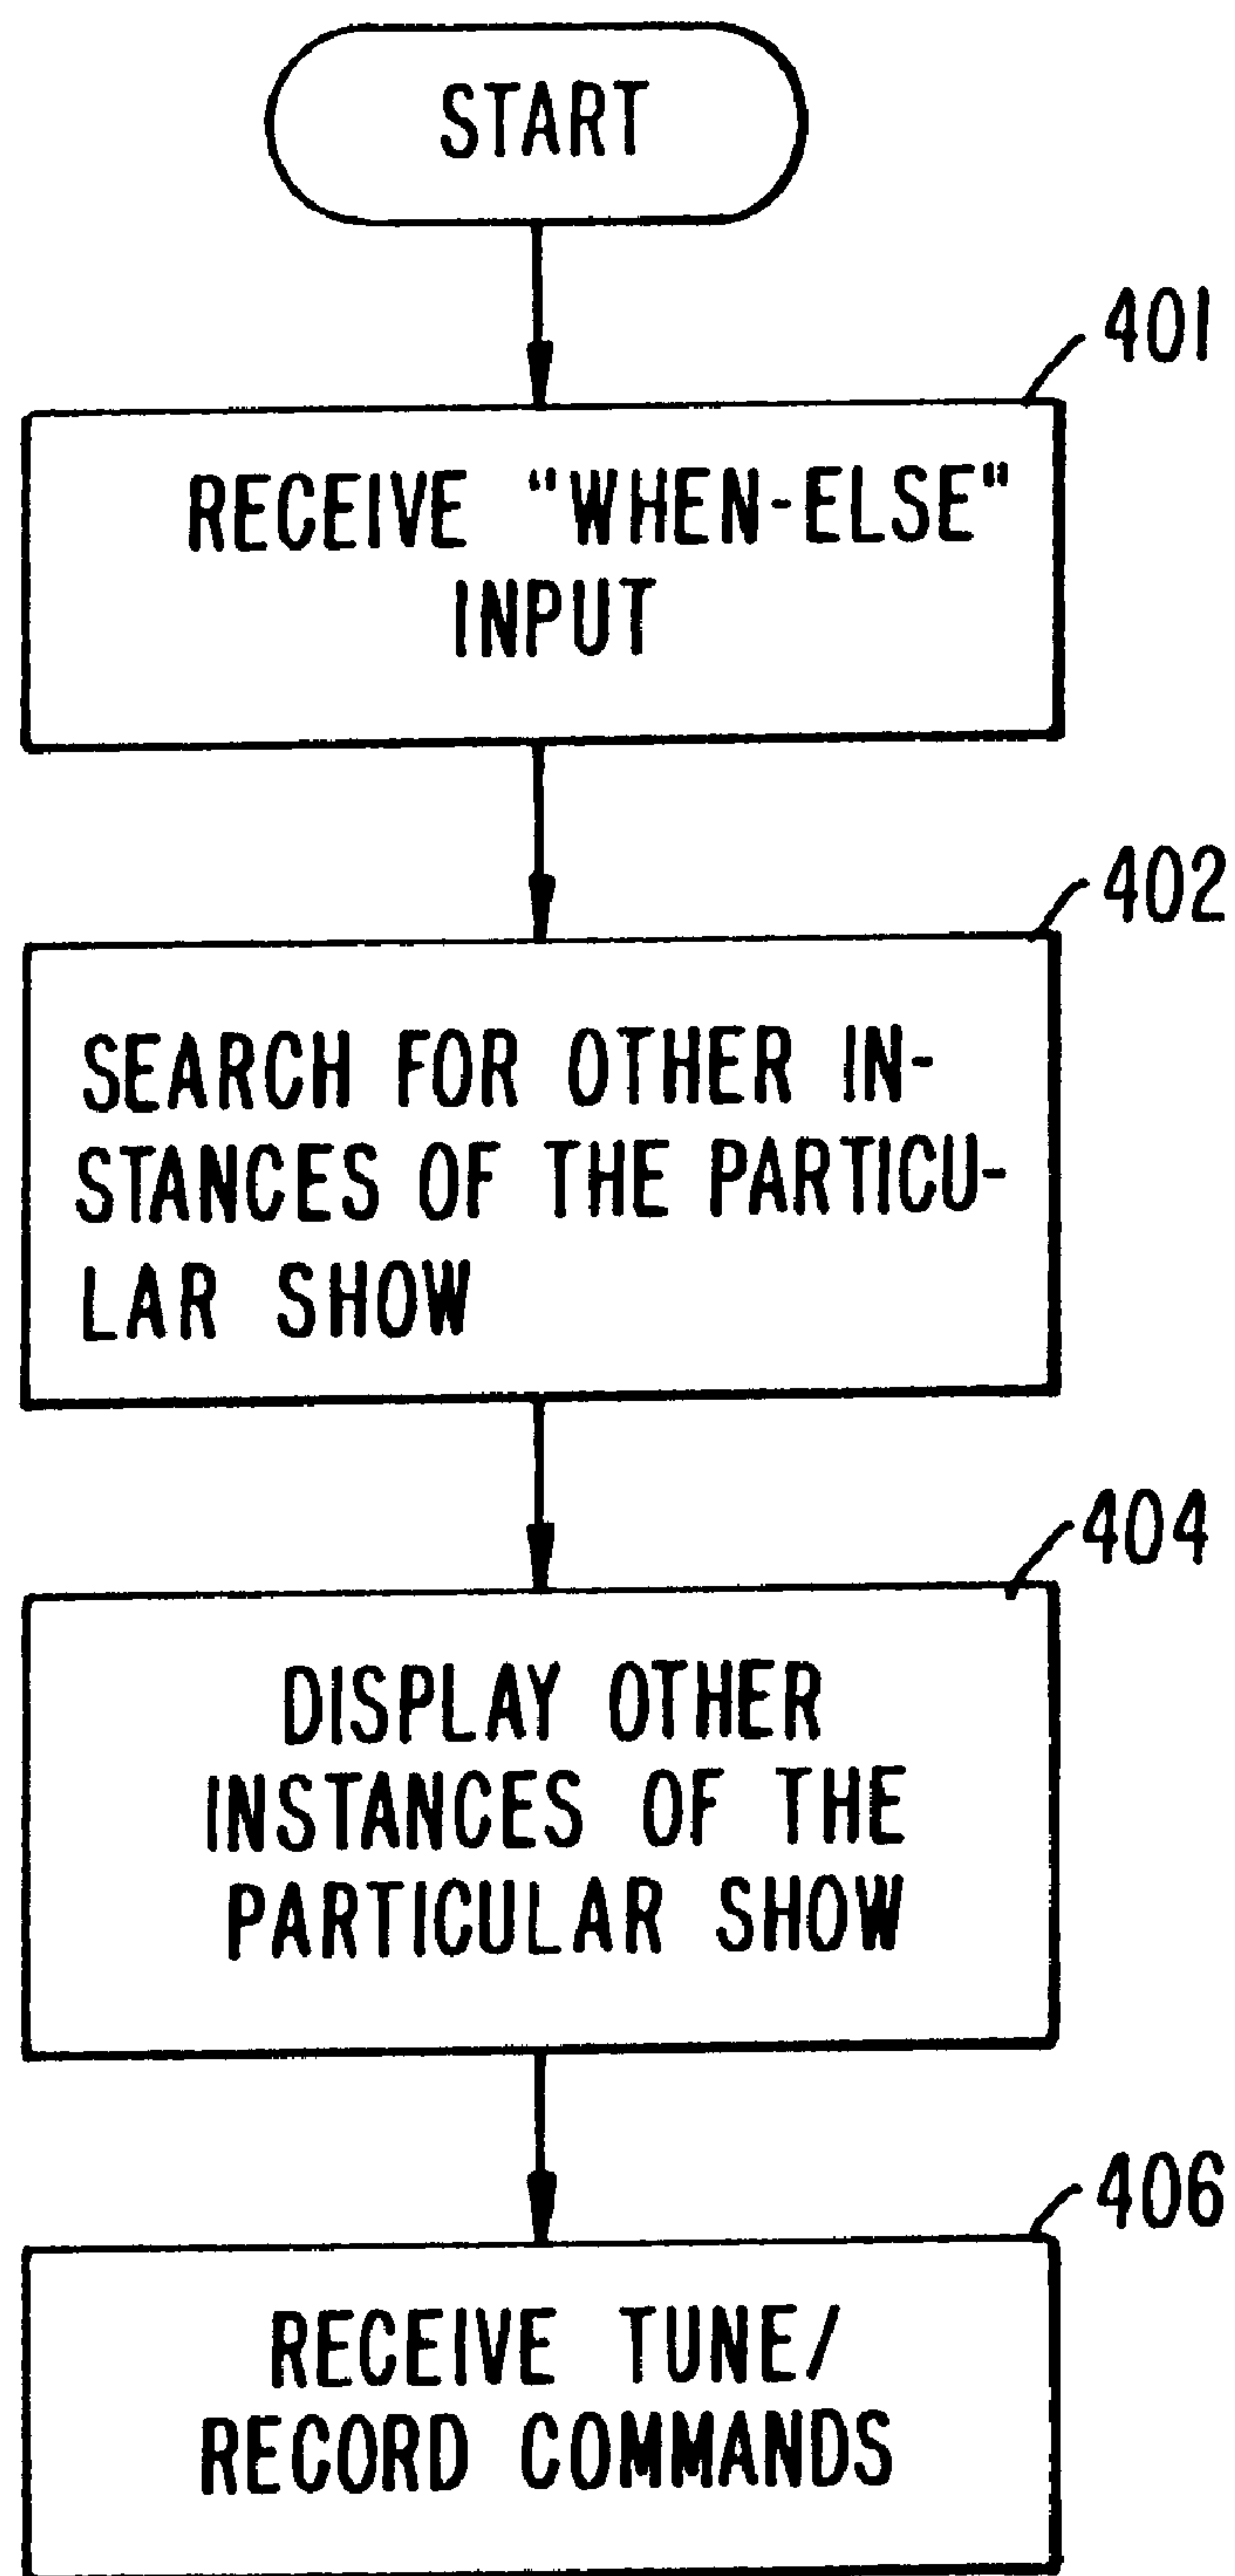 START
401
RECEIVE "WHEN-ELSE"
INPUT
402
SEARCH FOR OTHER IN-
STANCES OF THE PARTICU-
LAR SHOW
404
DISPLAY OTHER
INSTANCES OF THE
PARTICULAR SHOW
406
RECEIVE TUNE/
RECORD COMMANDS